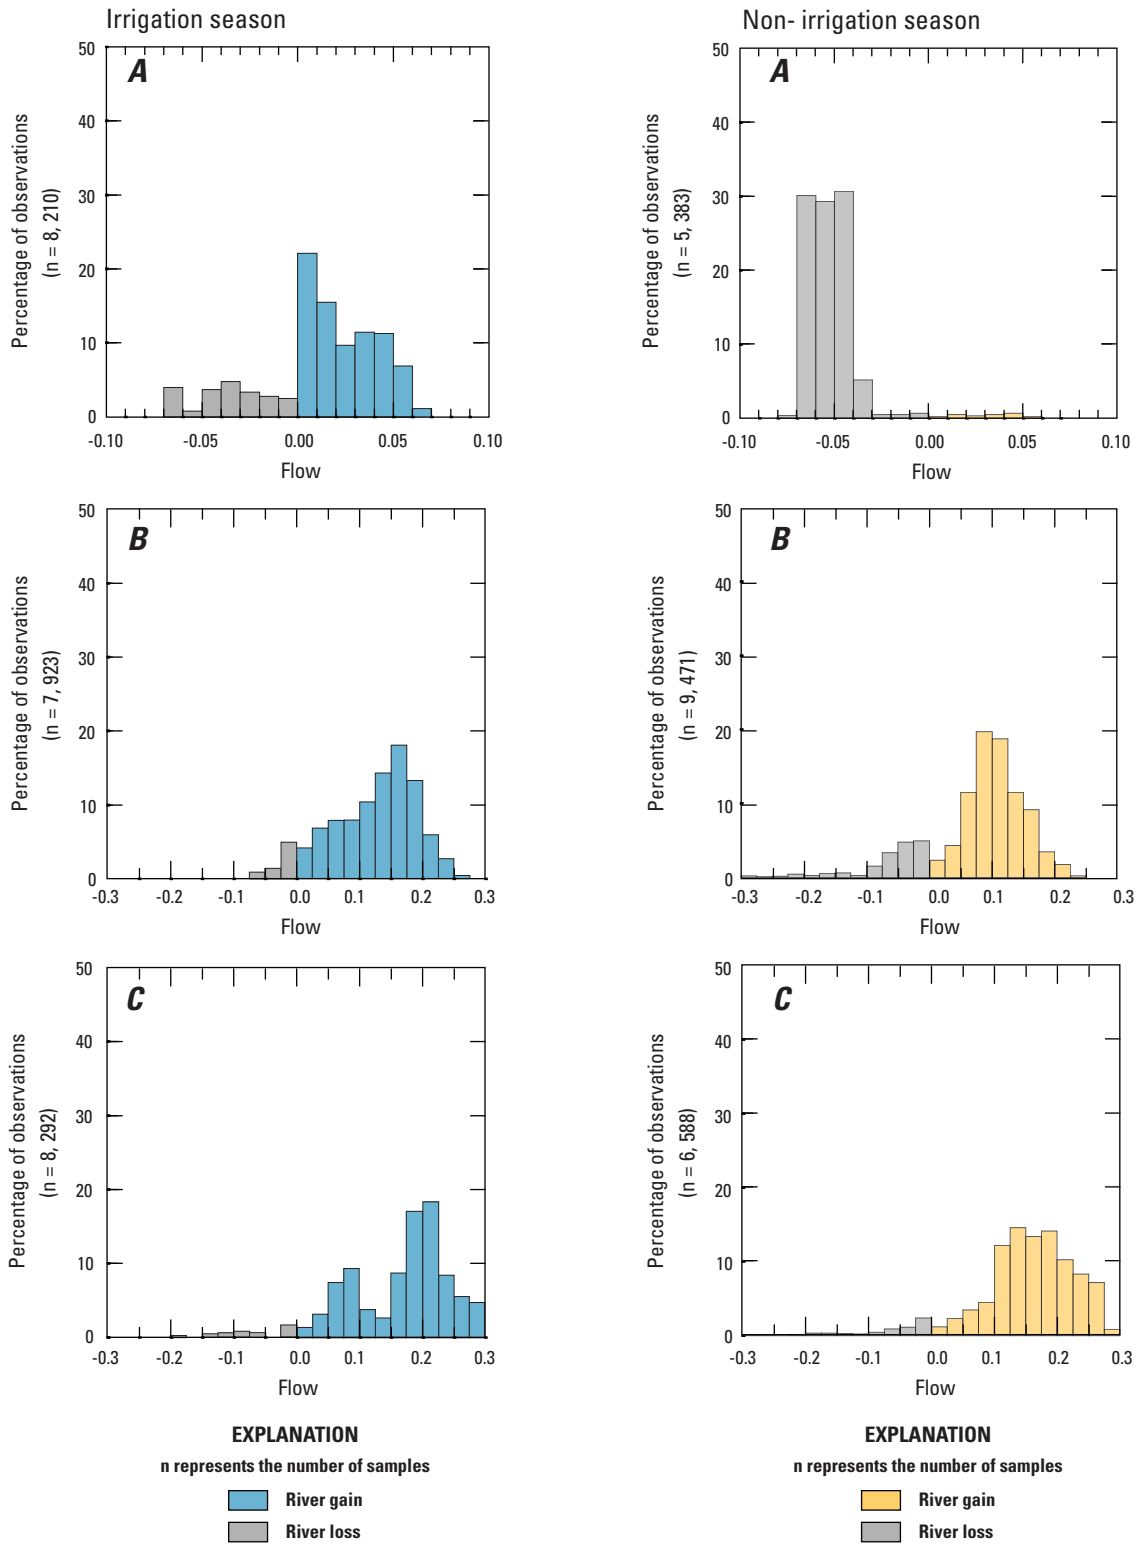 Irrigation season
Non- irrigation season
A
Percentage of observations
(n = 8, 210)
50
40
30
20
10
0
-0.10
-0.05
0.00
0.05
0.10
Flow
A
Percentage of observations
(n = 5, 383)
50
40
30
20
10
0
-0.10
-0.05
0.00
0.05
0.10
Flow
B
Percentage of observations
(n = 7, 923)
50
40
30
20
10
0
-0.3
-0.2
-0.1
0.0
0.1
0.2
0.3
Flow
B
Percentage of observations
(n = 9, 471)
50
40
30
20
10
0
-0.3
-0.2
-0.1
0.0
0.1
0.2
0.3
Flow
C
Percentage of observations
(n = 8, 292)
50
40
30
20
10
0
-0.3
-0.2
-0.1
0.0
0.1
0.2
0.3
Flow
C
Percentage of observations
(n = 6, 588)
50
40
30
20
10
0
-0.3
-0.2
-0.1
0.0
0.1
0.2
0.3
Flow
EXPLANATION
n represents the number of samples
River gain
River loss
EXPLANATION
n represents the number of samples
River gain
River loss